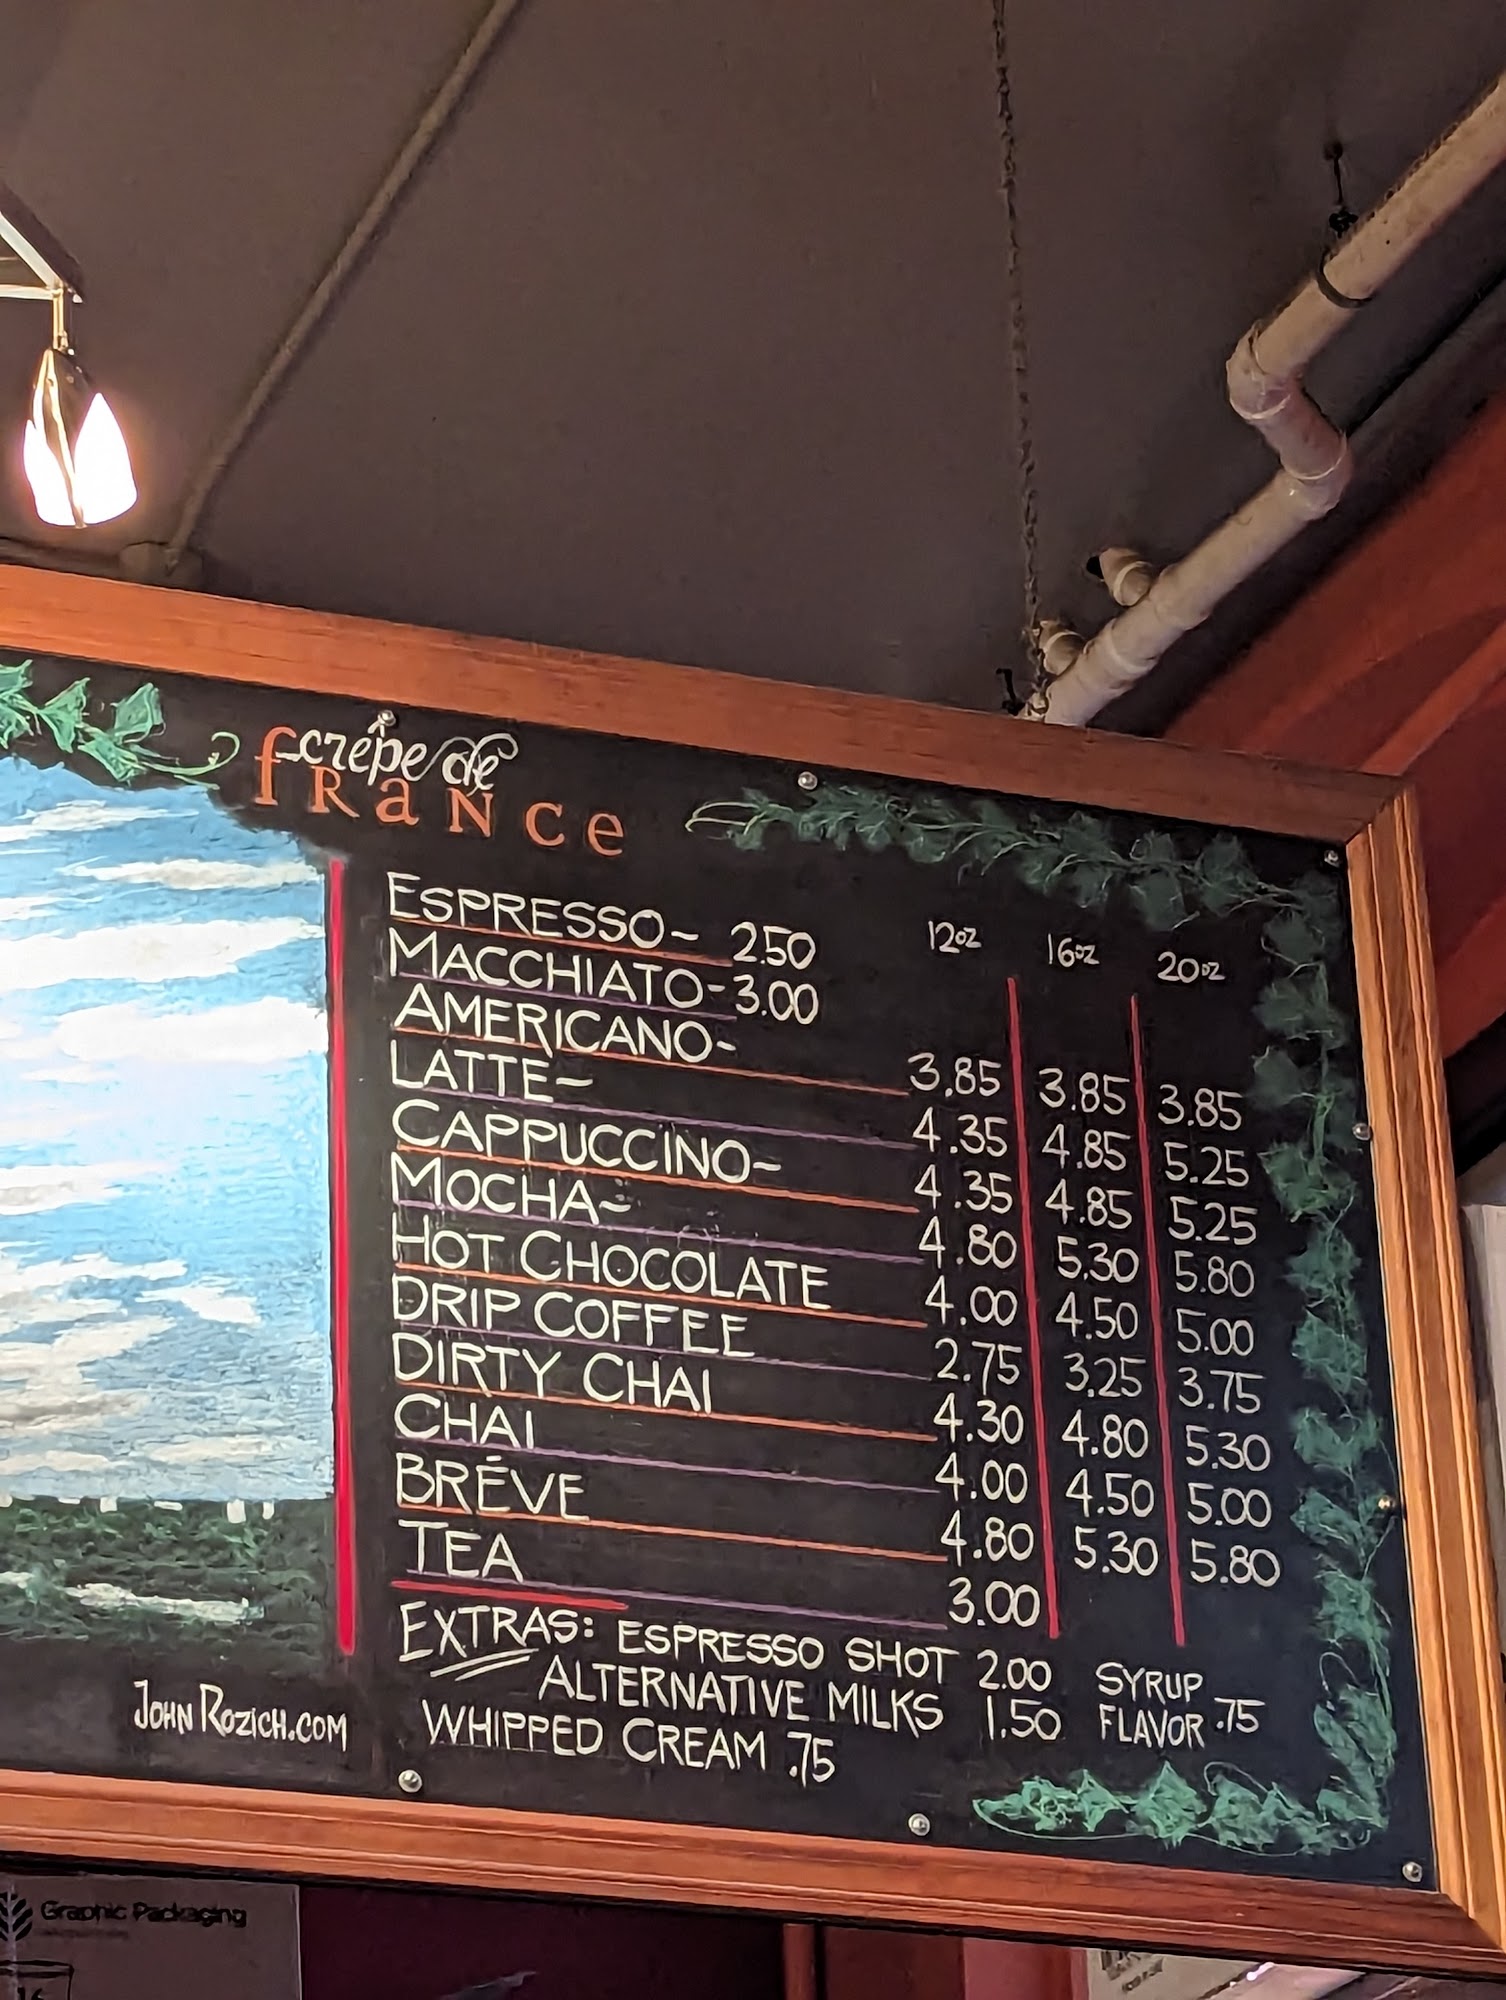 crêpe de
fRaNce
12oz 16oz 20oz
ESPRESSO- 2.50
MACCHIATO- 3.00
AMERICANO- 3.85 3.85 3.85
LATTE- 4.35 4.85 5.25
CAPPUCCINO- 4.35 4.85 5.25
MOCHA- 4.80 5.30 5.80
HOT CHOCOLATE 4.00 4.50 5.00
DRIP COFFEE 2.75 3.25 3.75
DIRTY CHAI 4.30 4.80 5.30
CHAI 4.00 4.50 5.00
BRÉVE 4.80 5.30 5.80
TEA 3.00
EXTRAS: ESPRESSO SHOT 2.00
ALTERNATIVE MILKS 1.50
WHIPPED CREAM .75
SYRUP
FLAVOR .75
JOHN ROZICH.COM
Graphic Packaging
16